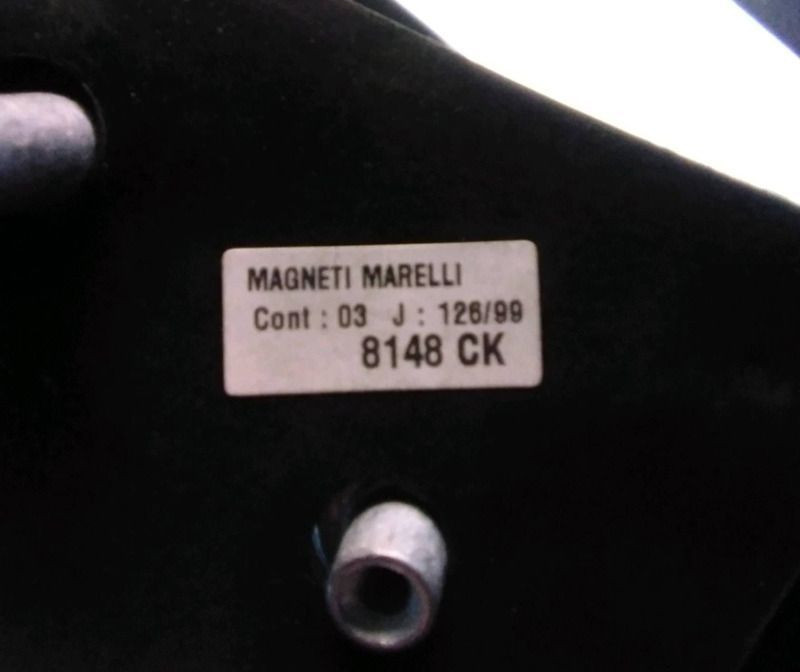 MAGNETI MARELLI
Cont : 03 J : 126/99
8148 CK